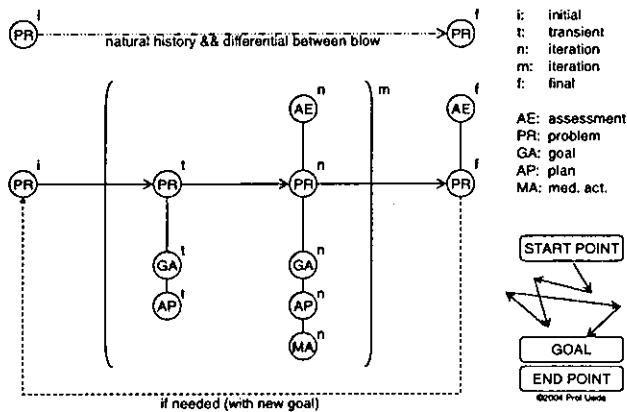 i f
PR PR
natural history && differential between blow
n m f
AE AE
i t n f
PR PR PR PR
t n
GA GA
t n
AP AP
n
MA
if needed (with new goal)
i: initial
t: transient
n: iteration
m: iteration
f: final
AE: assessment
PR: problem
GA: goal
AP: plan
MA: med. act.
START POINT
GOAL
END POINT
©2004 Prof Ueda